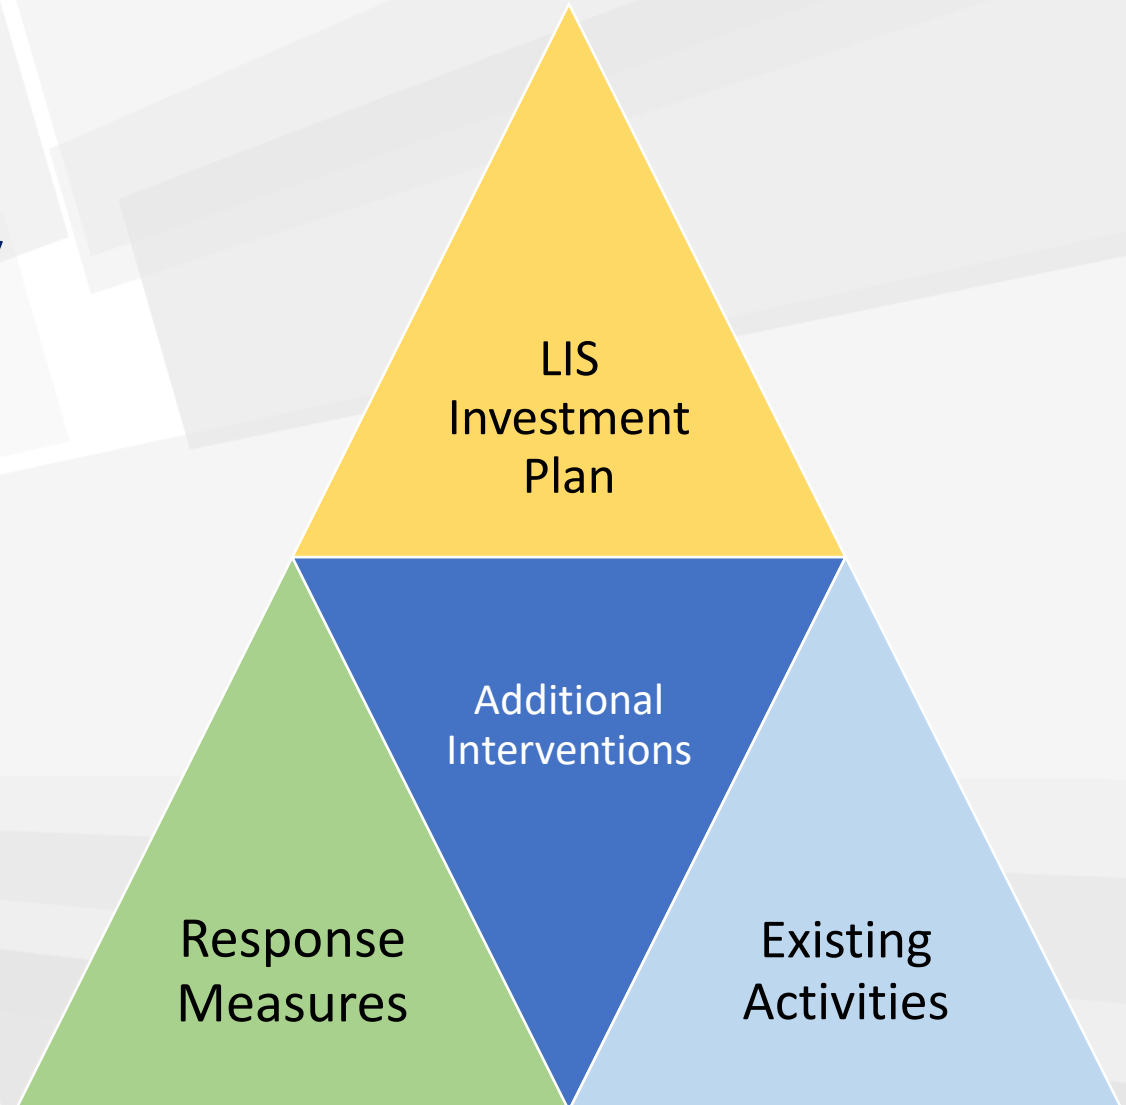 LIS
Investment
Plan
Additional
Interventions
Response
Measures
Existing
Activities